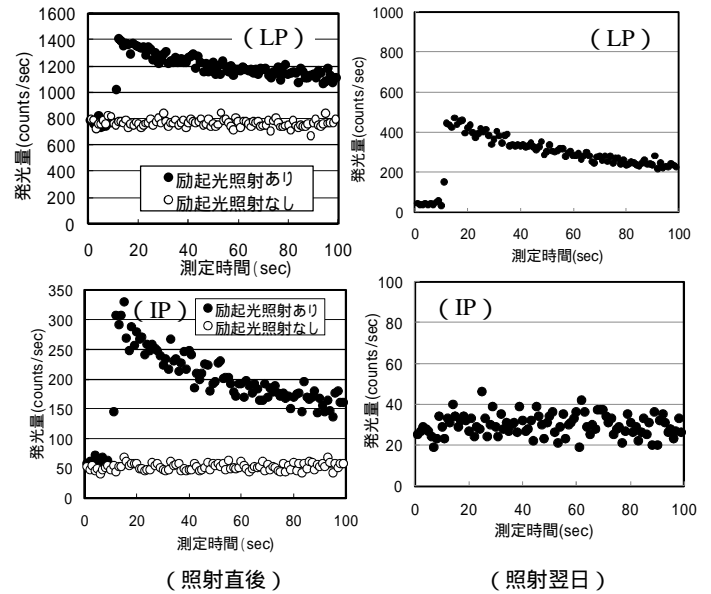 (LP)
発光量(counts/sec)
1600
1400
1200
1000
800
600
400
200
0
●励起光照射あり
○励起光照射なし
0 20 40 60 80 100
測定時間(sec)
(LP)
発光量(counts/sec)
1000
800
600
400
200
0
0 20 40 60 80 100
測定時間(sec)
(IP)
●励起光照射あり
○励起光照射なし
発光量(counts/sec)
350
300
250
200
150
100
50
0
0 20 40 60 80 100
測定時間(sec)
(照射直後)
(IP)
発光量(counts/sec)
100
80
60
40
20
0
0 20 40 60 80 100
測定時間(sec)
(照射翌日)